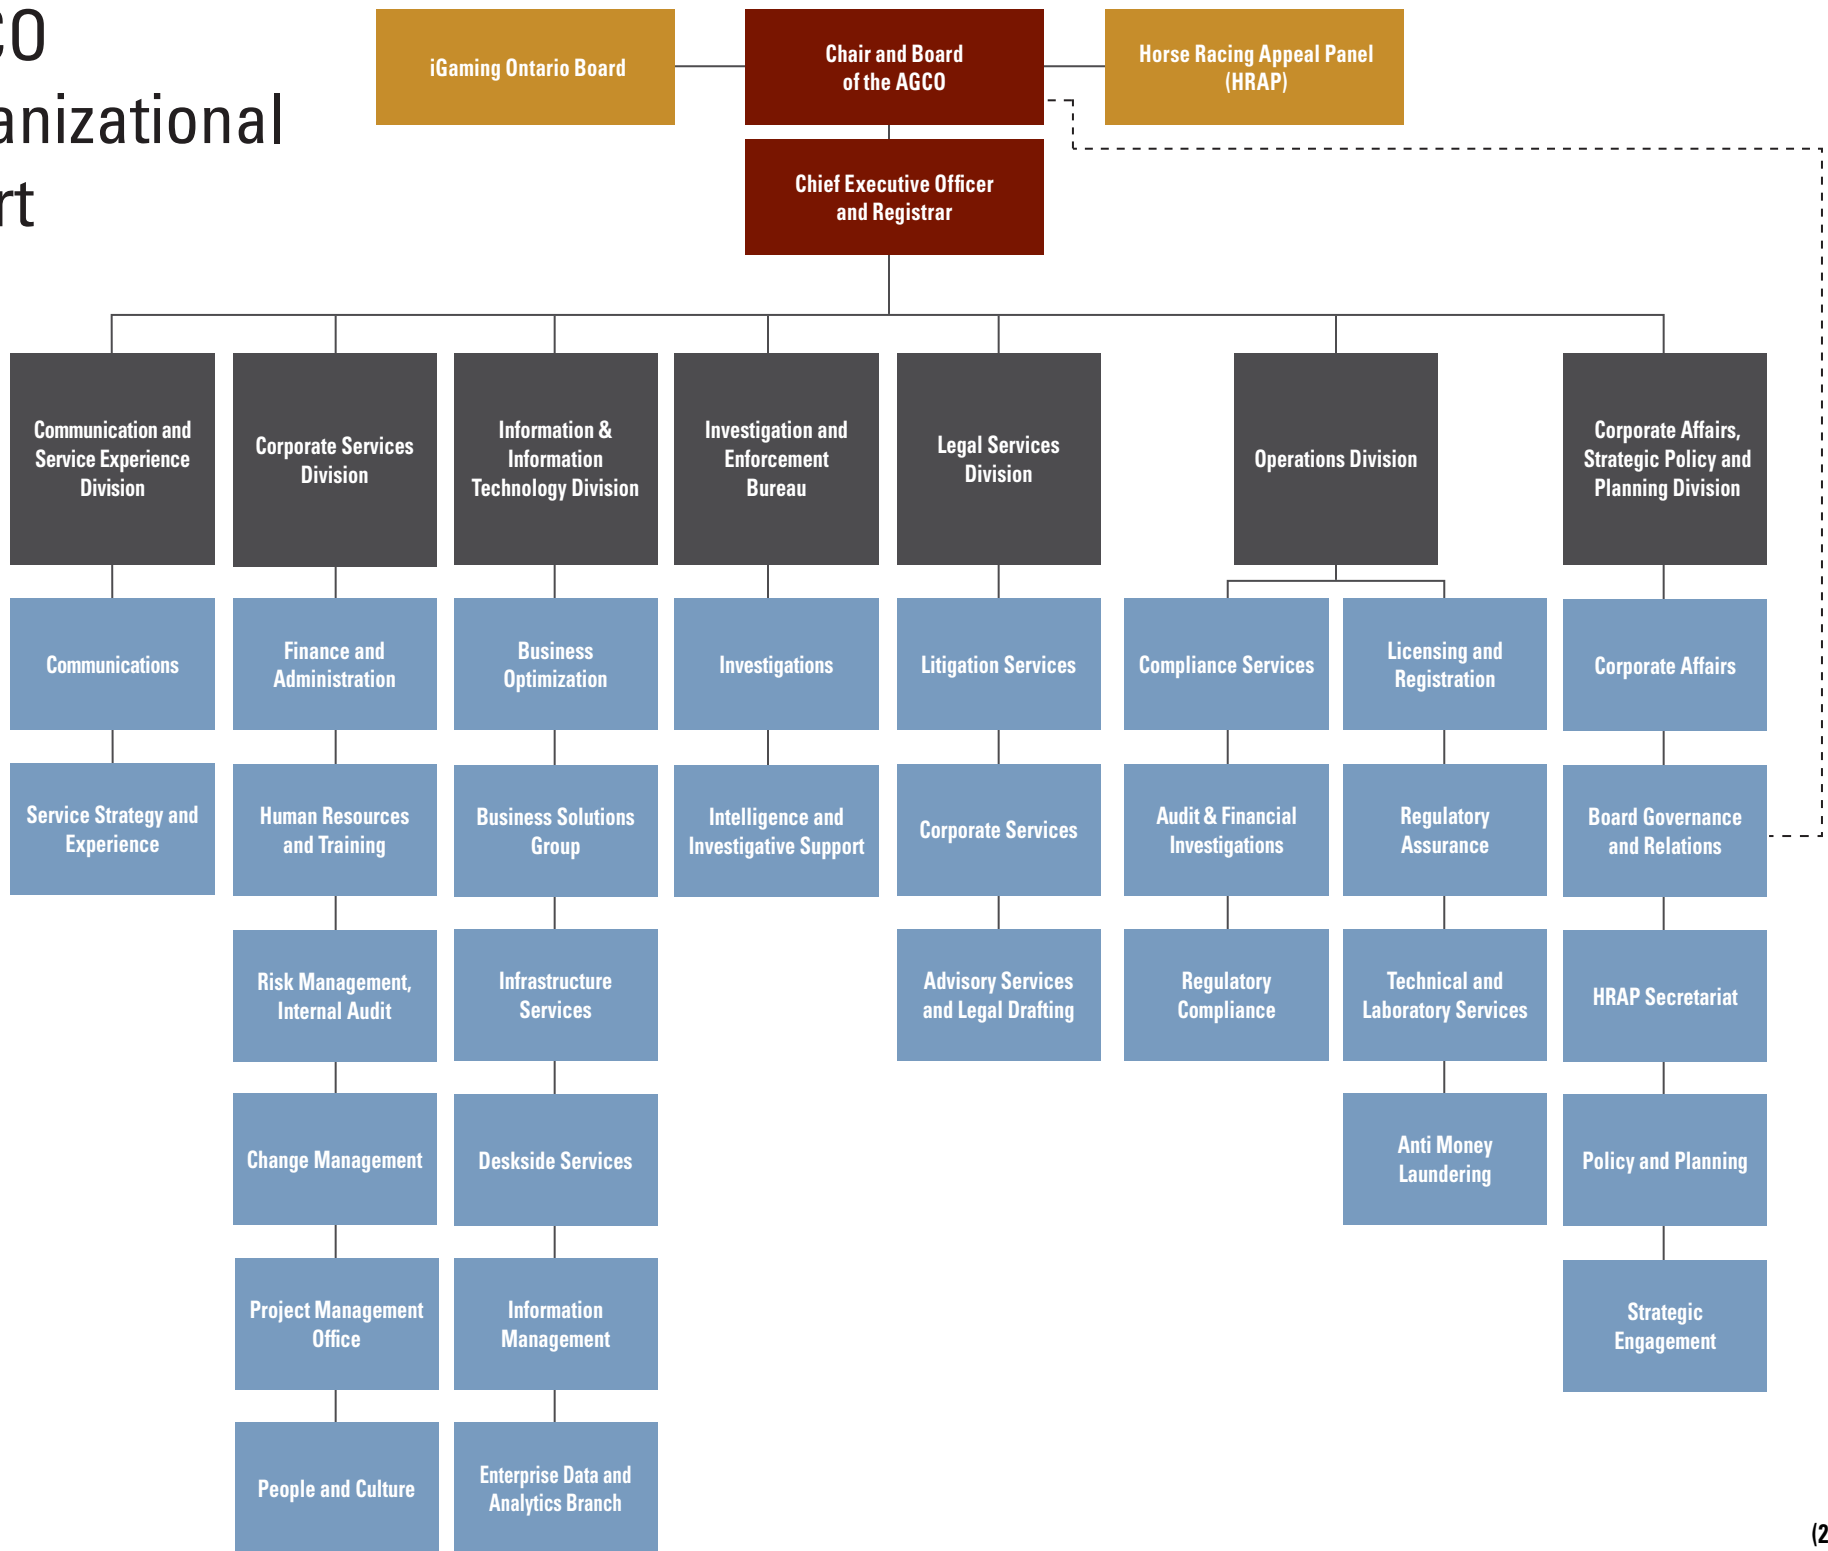 CO
anizational
rt
iGaming Ontario Board
Chair and Board
of the AGCO
Horse Racing Appeal Panel
(HRAP)
Chief Executive Officer
and Registrar
Communication and
Service Experience
Division
Corporate Services
Division
Information &
Information
Technology Division
Investigation and
Enforcement
Bureau
Legal Services
Division
Operations Division
Corporate Affairs,
Strategic Policy and
Planning Division
Communications
Finance and
Administration
Business
Optimization
Investigations
Litigation Services
Compliance Services
Licensing and
Registration
Corporate Affairs
Service Strategy and
Experience
Human Resources
and Training
Business Solutions
Group
Intelligence and
Investigative Support
Corporate Services
Audit & Financial
Investigations
Regulatory
Assurance
Board Governance
and Relations
Risk Management,
Internal Audit
Infrastructure
Services
Advisory Services
and Legal Drafting
Regulatory
Compliance
Technical and
Laboratory Services
HRAP Secretariat
Change Management
Deskside Services
Anti Money
Laundering
Policy and Planning
Project Management
Office
Information
Management
Strategic
Engagement
People and Culture
Enterprise Data and
Analytics Branch
(2